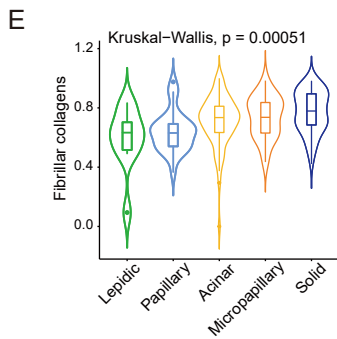 E
Kruskal−Wallis, p = 0.00051
Fibrillar collagens
1.2
0.8
0.4
0.0
Lepidic
Papillary
Acinar
Micropapillary
Solid